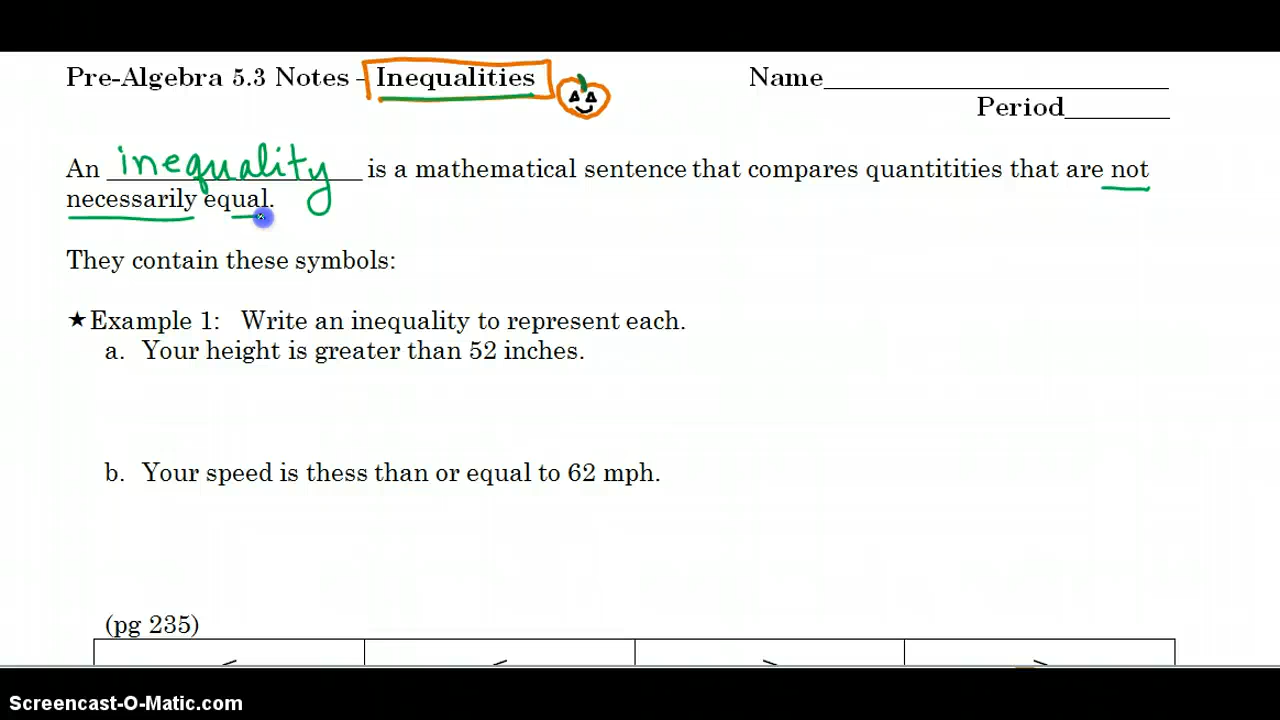 Pre-Algebra 5.3 Notes – Inequalities
Name
Period
An inequality is a mathematical sentence that compares quantitities that are not
necessarily equal.
They contain these symbols:
★Example 1: Write an inequality to represent each.
a. Your height is greater than 52 inches.
b. Your speed is thess than or equal to 62 mph.
(pg 235)
Screencast-O-Matic.com